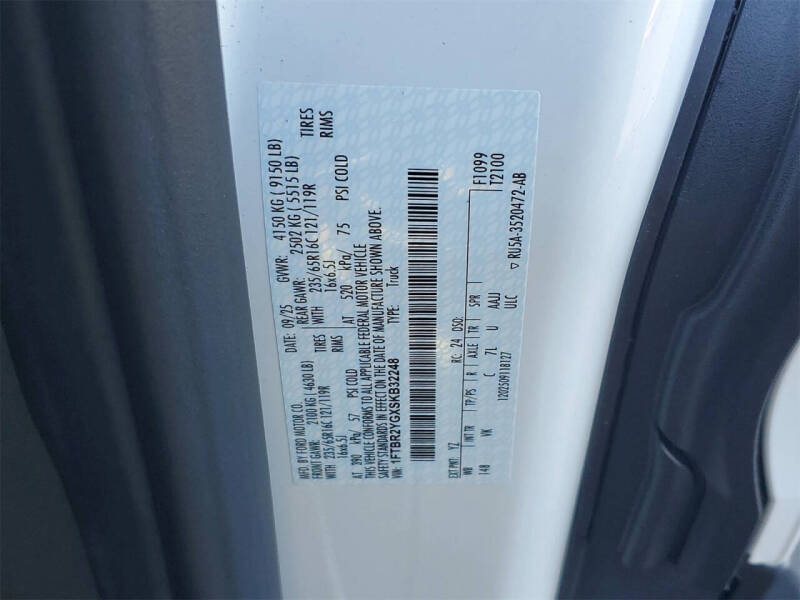 MFD. BY FORD MOTOR CO. DATE: 09/25 GVWR: 4150 KG ( 9150 LB)
FRONT GAWR: 2100 KG ( 4630 LB) REAR GAWR: 2502 KG ( 5515 LB)
235/65R16C 121/119R TIRES WITH 235/65R16C 121/119R TIRES
16x6.5J RIMS 16x6.5J RIMS
AT 390 kPa/ 57 PSI COLD AT 520 kPa/ 75 PSI COLD
THIS VEHICLE CONFORMS TO ALL APPLICABLE FEDERAL MOTOR VEHICLE
SAFETY STANDARDS IN EFFECT ON THE DATE OF MANUFACTURE SHOWN ABOVE.
VIN: 1FTBR2YGXSKB32248 TYPE: Truck
F1099
EXT PNT: YZ RC: 24 DSO: T2100
WB INT TR TP/PS R AXLE TR SPR
148 VK C 7L U AAJU
ULC
1202509118127 ▽ RU5A-3520472-AB